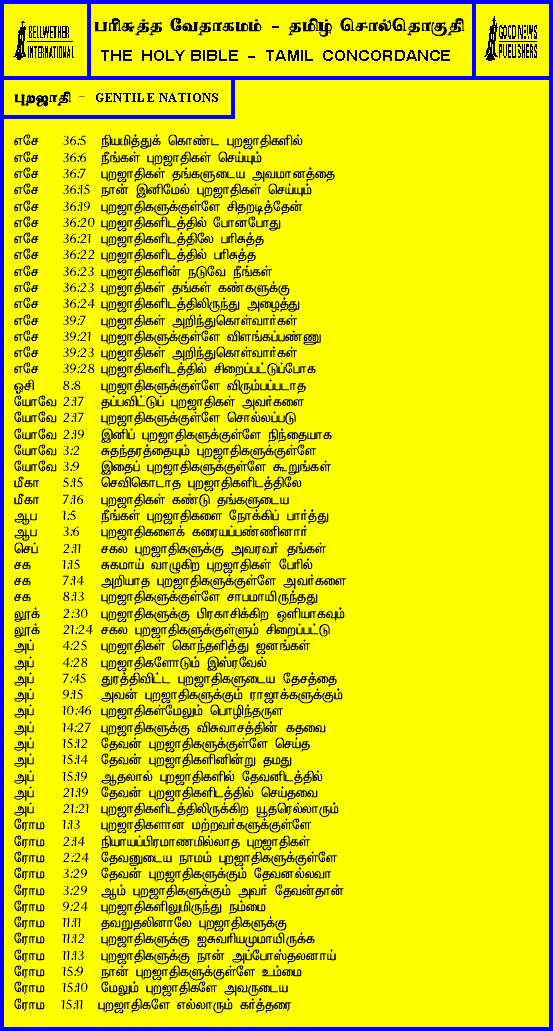 BELLWETHER
INTERNATIONAL
பரிசுத்த வேதாகமம் – தமிழ் சொல்தொகுதி
THE HOLY BIBLE – TAMIL CONCORDANCE
GOOD NEWS
PUBLISHERS
புறஜாதி – GENTILE NATIONS
எசே 36:5 நியமித்துக் கொண்ட புறஜாதிகளில்
எசே 36:6 நீங்கள் புறஜாதிகள் செய்யும்
எசே 36:7 புறஜாதிகள் தங்களுடைய அவமானத்தை
எசே 36:15 நான் இனிமேல் புறஜாதிகள் செய்யும்
எசே 36:19 புறஜாதிகளுக்குள்ளே சிதறடித்தேன்
எசே 36:20 புறஜாதிகளிடத்தில் போனபோது
எசே 36:21 புறஜாதிகளிடத்திலே பரிசுத்த
எசே 36:22 புறஜாதிகளிடத்தில் பரிசுத்த
எசே 36:23 புறஜாதிகளின் நடுவே நீங்கள்
எசே 36:23 புறஜாதிகள் தங்கள் கண்களுக்கு
எசே 36:24 புறஜாதிகளிடத்திலிருந்து அழைத்து
எசே 39:7 புறஜாதிகள் அறிந்துகொள்வார்கள்
எசே 39:21 புறஜாதிகளுக்குள்ளே விளங்கப்பண்ணு
எசே 39:23 புறஜாதிகள் அறிந்துகொள்வார்கள்
எசே 39:28 புறஜாதிகளிடத்தில் சிறைப்பட்டுப்போக
ஓசி 8:8 புறஜாதிகளுக்குள்ளே விரும்பப்படாத
யோவே 2:17 தப்பவிட்டுப் புறஜாதிகள் அவர்களை
யோவே 2:17 புறஜாதிகளுக்குள்ளே சொல்லப்படு
யோவே 2:19 இனிப் புறஜாதிகளுக்குள்ளே நிந்தையாக
யோவே 3:2 சுதந்தரத்தையும் புறஜாதிகளுக்குள்ளே
யோவே 3:9 இதைப் புறஜாதிகளுக்குள்ளே கூறுங்கள்
மீகா 5:15 செவிகொடாத புறஜாதிகளிடத்திலே
மீகா 7:16 புறஜாதிகள் கண்டு தங்களுடைய
ஆப 1:5 நீங்கள் புறஜாதிகளை நோக்கிப் பார்த்து
ஆப 3:6 புறஜாதிகளைக் கரையப்பண்ணினார்
செப் 2:11 சகல புறஜாதிகளுக்கு அவரவர் தங்கள்
சக 1:15 சுகமாய் வாழுகிற புறஜாதிகள் பேரில்
சக 7:14 அறியாத புறஜாதிகளுக்குள்ளே அவர்களை
சக 8:13 புறஜாதிகளுக்குள்ளே சாபமாயிருந்தது
லூக் 2:30 புறஜாதிகளுக்கு பிரகாசிக்கிற ஒளியாகவும்
லூக் 21:24 சகல புறஜாதிகளுக்குள்ளும் சிறைப்பட்டு
அப் 4:25 புறஜாதிகள் கொந்தளித்து ஜனங்கள்
அப் 4:28 புறஜாதிகளோடும் இஸ்ரவேல்
அப் 7:45 துரத்திவிட்ட புறஜாதிகளுடைய தேசத்தை
அப் 9:15 அவன் புறஜாதிகளுக்கும் ராஜாக்களுக்கும்
அப் 10:46 புறஜாதிகள்மேலும் பொழிந்தருள
அப் 14:27 புறஜாதிகளுக்கு விசுவாசத்தின் கதவை
அப் 15:12 தேவன் புறஜாதிகளுக்குள்ளே செய்த
அப் 15:14 தேவன் புறஜாதிகளினின்று தமது
அப் 15:19 ஆதலால் புறஜாதிகளில் தேவனிடத்தில்
அப் 21:19 தேவன் புறஜாதிகளிடத்தில் செய்தவை
அப் 21:21 புறஜாதிகளிடத்திலிருக்கிற யூதரெல்லாரும்
ரோம 1:13 புறஜாதிகளான மற்றவர்களுக்குள்ளே
ரோம 2:14 நியாயப்பிரமாணமில்லாத புறஜாதிகள்
ரோம 2:24 தேவனுடைய நாமம் புறஜாதிகளுக்குள்ளே
ரோம 3:29 தேவன் புறஜாதிகளுக்கும் தேவனல்லவா
ரோம 3:29 ஆம் புறஜாதிகளுக்கும் அவர் தேவன்தான்
ரோம 9:24 புறஜாதிகளிலுமிருந்து நம்மை
ரோம 11:11 தவறுதலினாலே புறஜாதிகளுக்கு
ரோம 11:12 புறஜாதிகளுக்கு ஐசுவரியமுமாயிருக்க
ரோம 11:13 புறஜாதிகளுக்கு நான் அப்போஸ்தலனாய்
ரோம 15:9 நான் புறஜாதிகளுக்குள்ளே உம்மை
ரோம 15:10 மேலும் புறஜாதிகளே அவருடைய
ரோம 15:11 புறஜாதிகளே எல்லாரும் கர்த்தரை